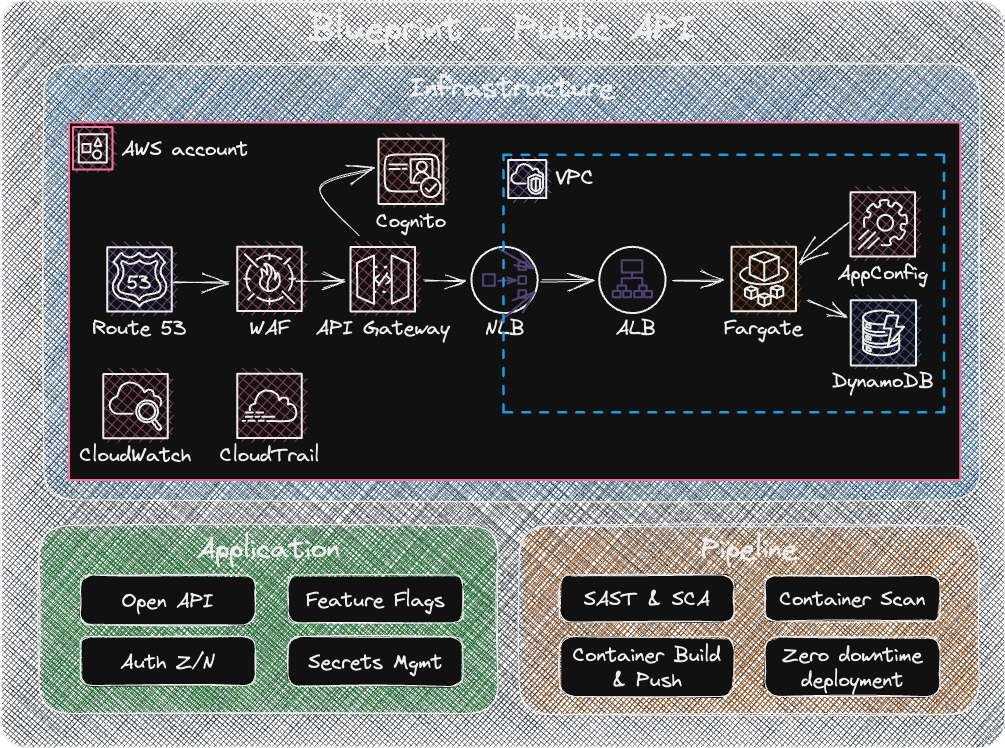 Blueprint - Public API
Infrastructure
AWS account
Cognito
VPC
AppConfig
53
Route 53
WAF
API Gateway
NLB
ALB
Fargate
DynamoDB
CloudWatch
CloudTrail
Application
Open API
Feature Flags
Auth Z/N
Secrets Mgmt
Pipeline
SAST & SCA
Container Scan
Container Build
& Push
Zero downtime
deployment